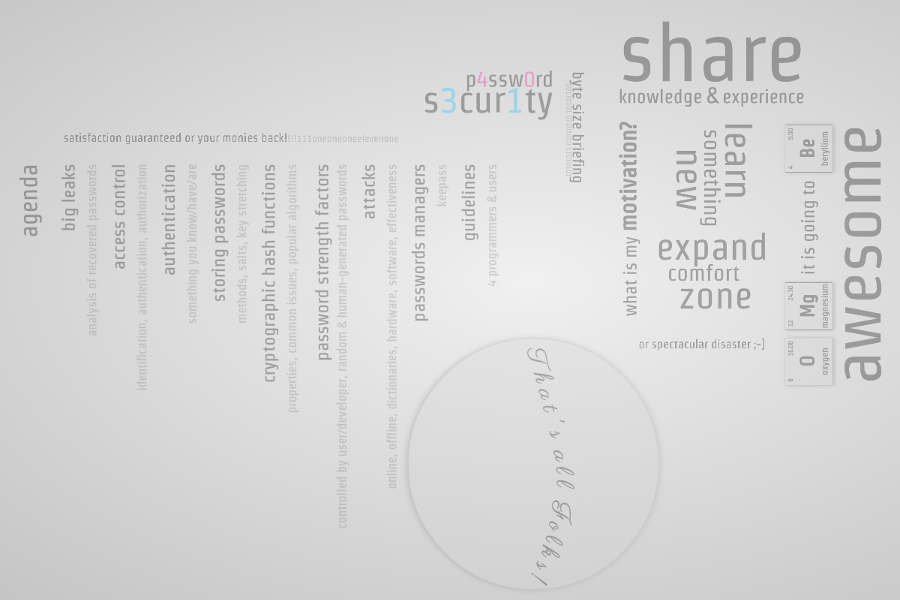 share
knowledge & experience
p4ssw0rd
s3cur1ty
byte size briefing
satisfaction guaranteed or your monies back!!!!1iioneoneoneelevenone
agenda
big leaks
analysis of recovered passwords
access control
identification, authentication, authorization
authentication
something you know/have/are
storing passwords
methods, salts, key stretching
cryptographic hash functions
properties, common issues, popular algorithms
password strength factors
controlled by user/developer, random & human-generated passwords
attacks
online, offline, dictionaries, hardware, software, effectiveness
passwords managers
keepass
guidelines
4 programmers & users
what is my motivation?
learn
something
new
expand
comfort
zone
or spectacular disaster ;-]
5.00
4
Be
beryllium
it is going to
24.30
12
Mg
magnesium
16.00
8
O
oxygen
awesome
That's all Folks!